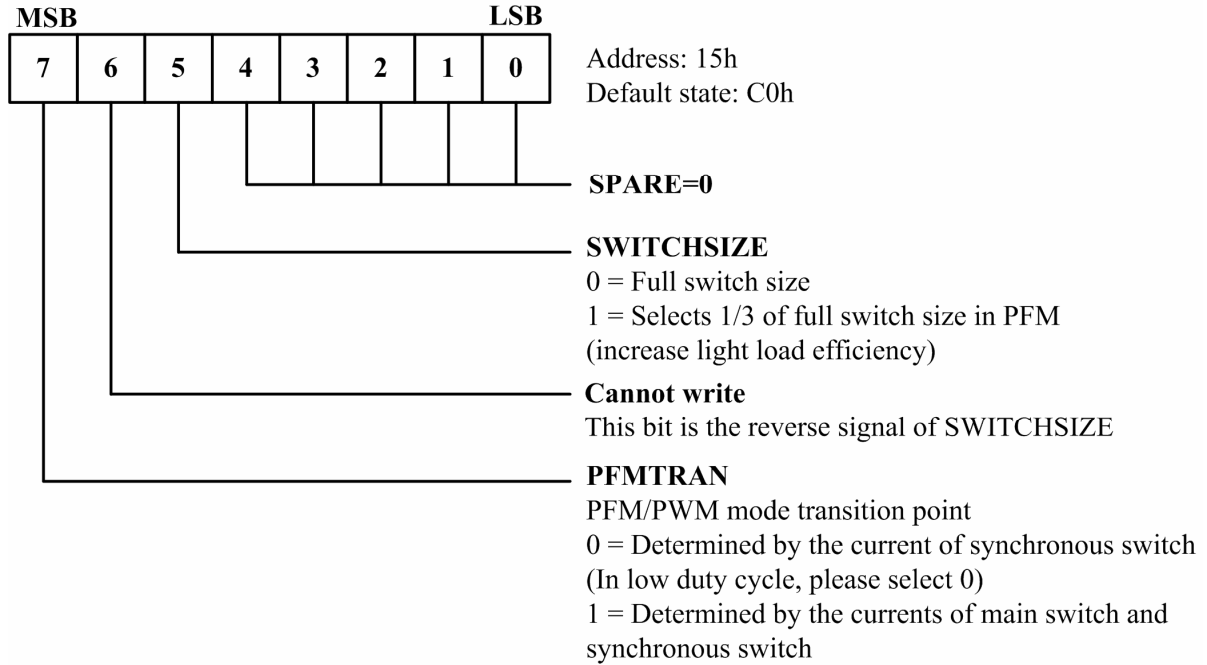 MSB LSB
7 6 5 4 3 2 1 0
Address: 15h
Default state: C0h
SPARE=0
SWITCHSIZE
0 = Full switch size
1 = Selects 1/3 of full switch size in PFM
(increase light load efficiency)
Cannot write
This bit is the reverse signal of SWITCHSIZE
PFMTRAN
PFM/PWM mode transition point
0 = Determined by the current of synchronous switch
(In low duty cycle, please select 0)
1 = Determined by the currents of main switch and
synchronous switch